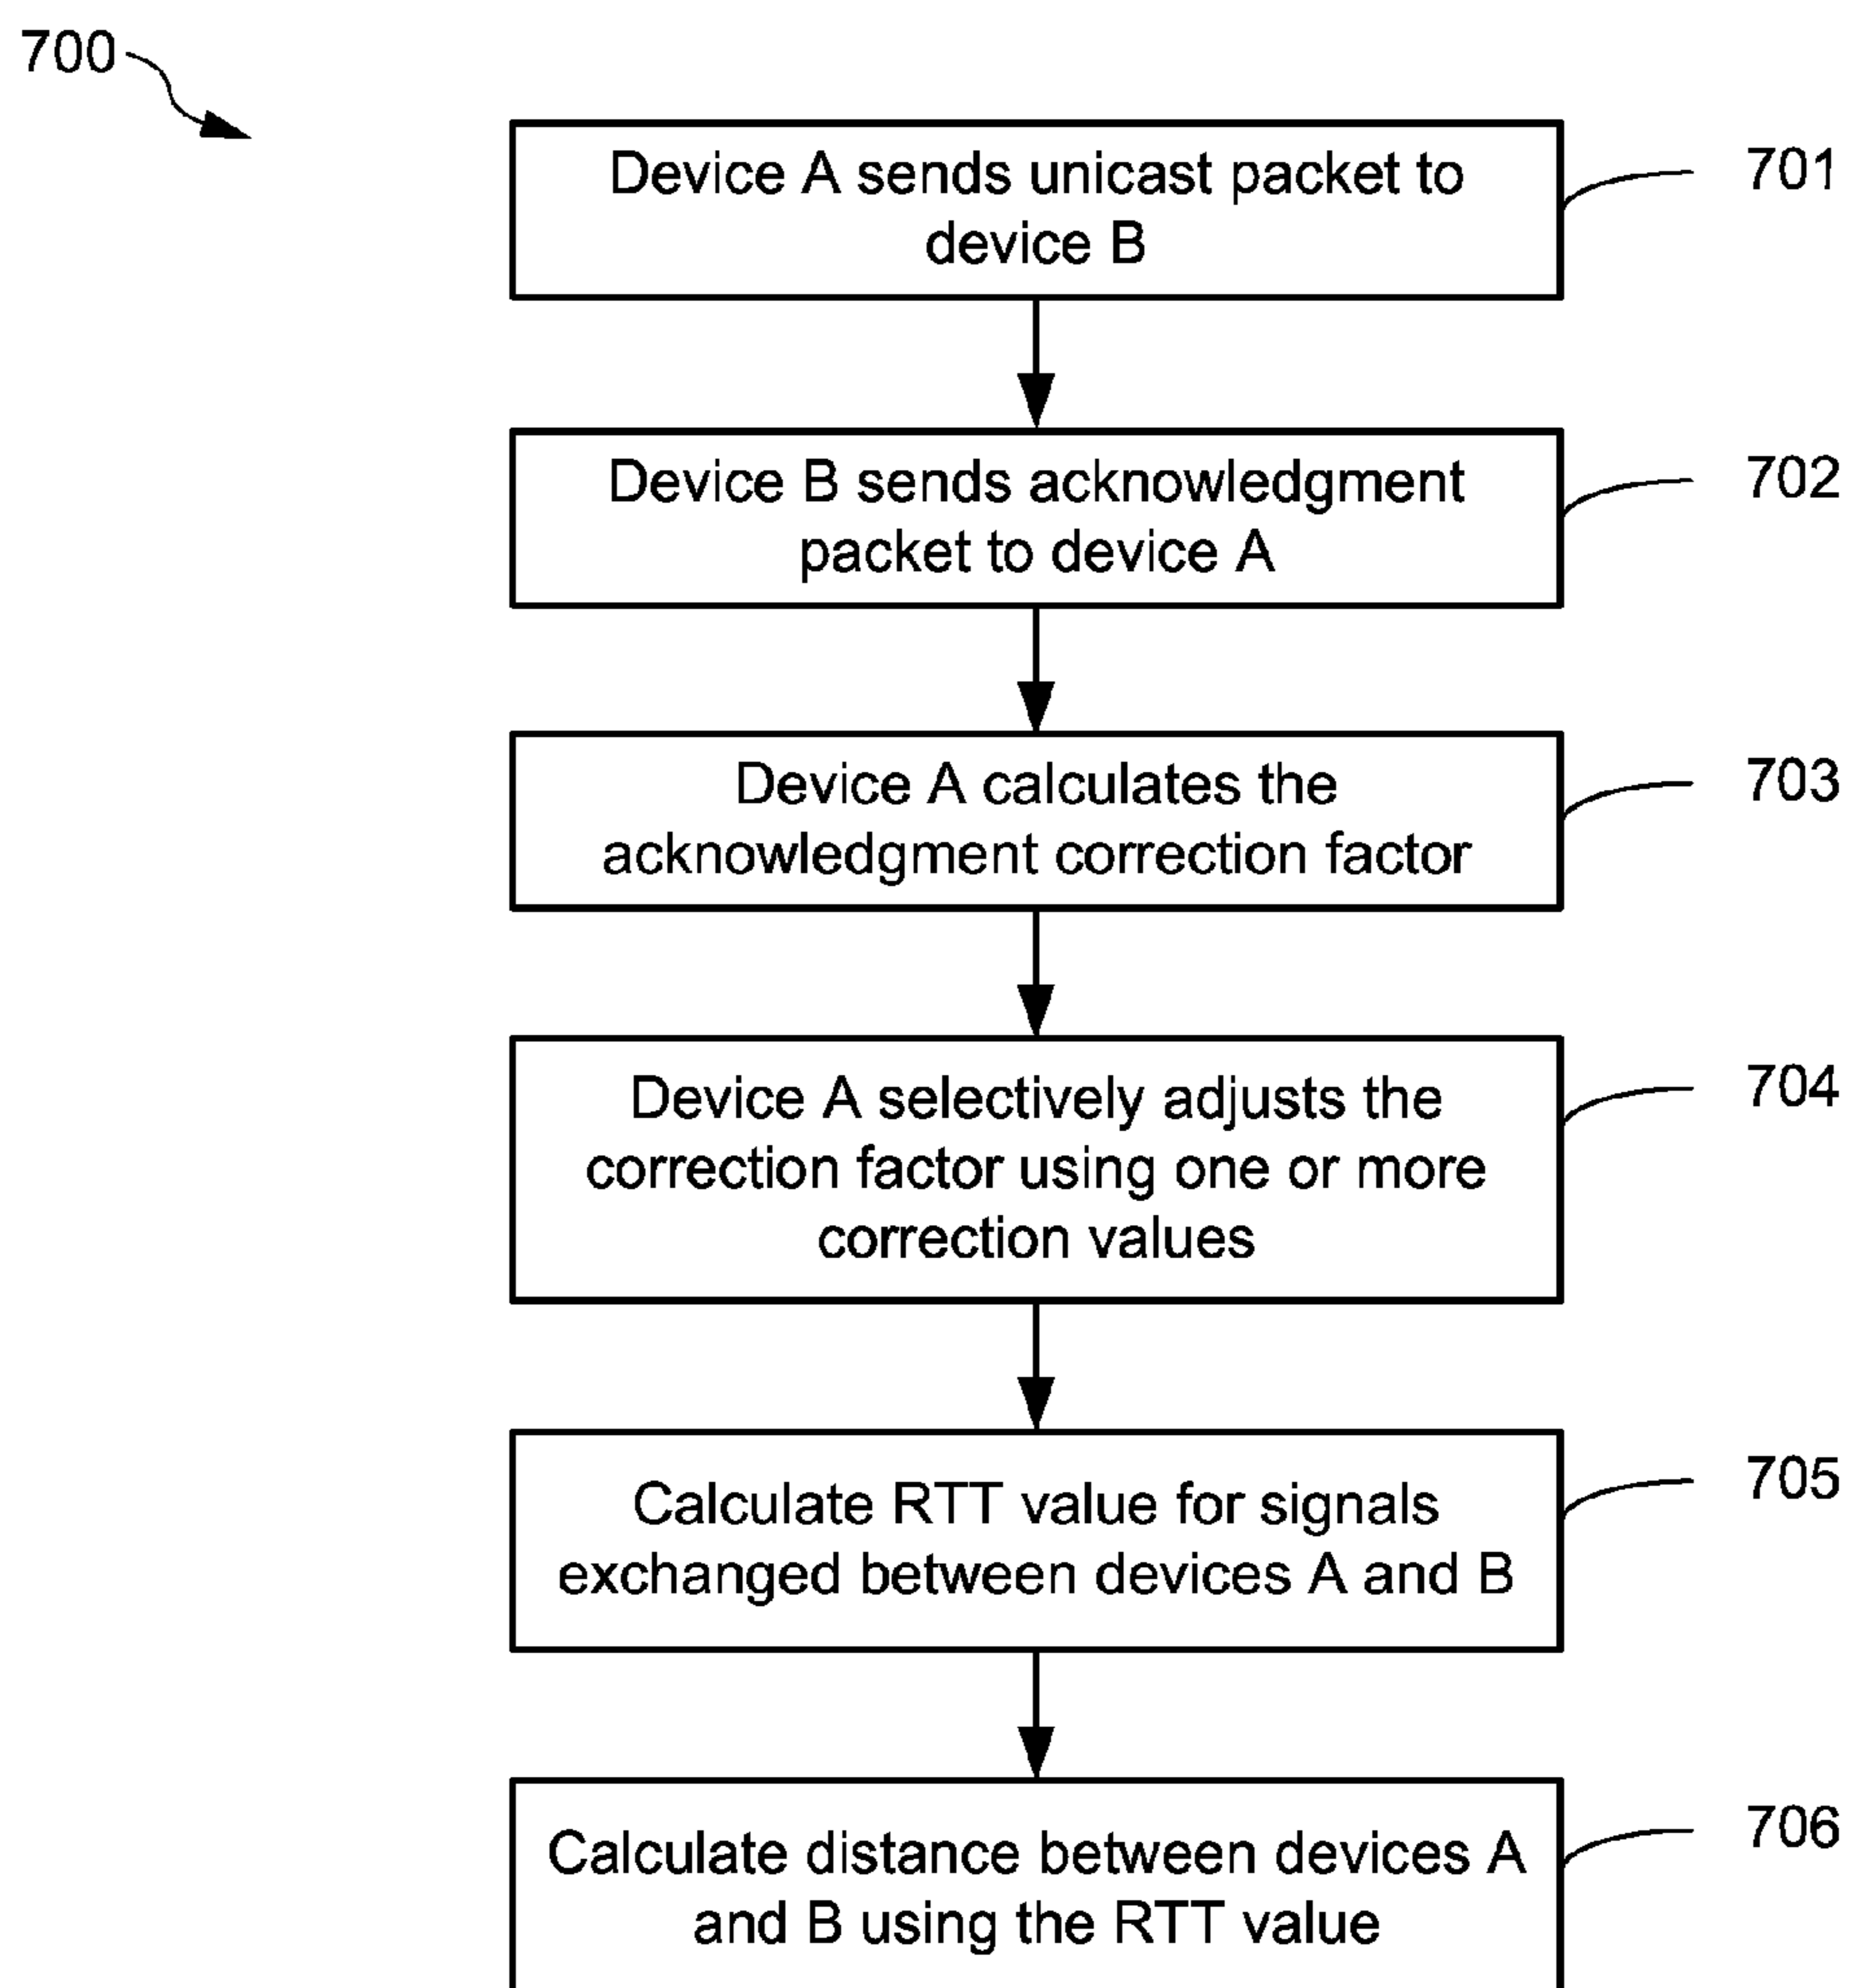 700
Device A sends unicast packet to
device B
701
Device B sends acknowledgment
packet to device A
702
Device A calculates the
acknowledgment correction factor
703
Device A selectively adjusts the
correction factor using one or more
correction values
704
Calculate RTT value for signals
exchanged between devices A and B
705
Calculate distance between devices A
and B using the RTT value
706